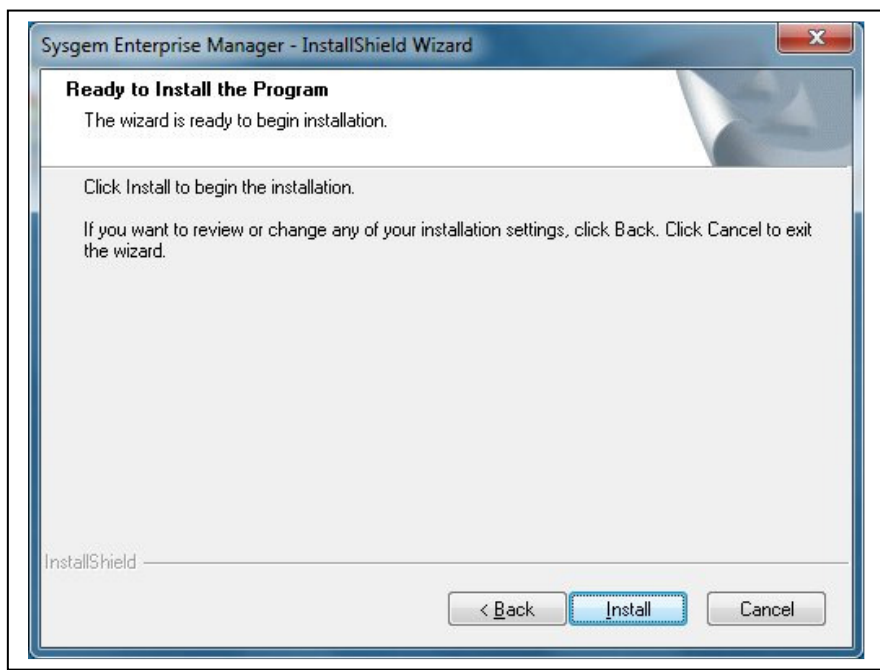 Sysgem Enterprise Manager - InstallShield Wizard
Ready to Install the Program
The wizard is ready to begin installation.
Click Install to begin the installation.
If you want to review or change any of your installation settings, click Back. Click Cancel to exit
the wizard.
InstallShield
< Back Install Cancel